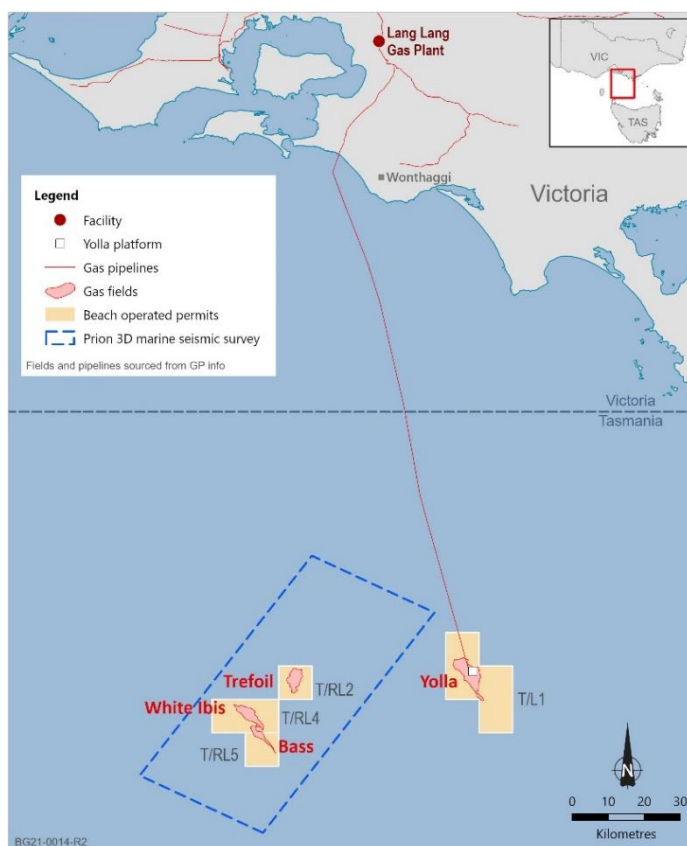 Lang Lang
Gas Plant
VIC
TAS
Wonthaggi
Victoria
Legend
Facility
Yolla platform
Gas pipelines
Gas fields
Beach operated permits
Prion 3D marine seismic survey
Fields and pipelines sourced from GP info
Victoria
Tasmania
Trefoil
T/RL2
Yolla
T/L1
White Ibis
T/RL4
T/RL5
Bass
N
0 10 20 30
Kilometres
BG21-0014-R2